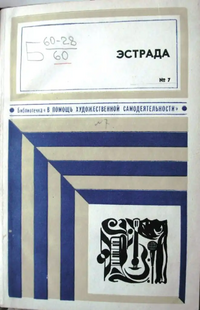 Б 60-28
60
ЭСТРАДА
№ 7
Библиотечка «В ПОМОЩЬ ХУДОЖЕСТВЕННОЙ САМОДЕЯТЕЛЬНОСТИ»